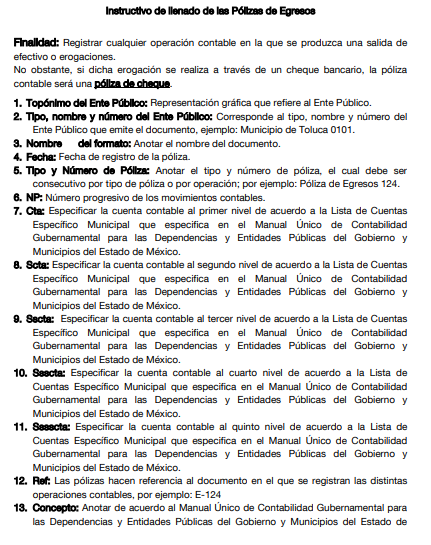 Instructivo de llenado de las Pólizas de Egresos
Finalidad: Registrar cualquier operación contable en la que se produzca una salida de
efectivo o erogaciones.
No obstante, si dicha erogación se realiza a través de un cheque bancario, la póliza
contable será una póliza de cheque.
1. Topónimo del Ente Público: Representación gráfica que refiere al Ente Público.
2. Tipo, nombre y número del Ente Público: Corresponde al tipo, nombre y número del
Ente Público que emite el documento, ejemplo: Municipio de Toluca 0101.
3. Nombre del formato: Anotar el nombre del documento.
4. Fecha: Fecha de registro de la póliza.
5. Tipo y Número de Póliza: Anotar el tipo y número de póliza, el cual debe ser
consecutivo por tipo de póliza o por operación; por ejemplo: Póliza de Egresos 124.
6. NP: Número progresivo de los movimientos contables.
7. Cta: Especificar la cuenta contable al primer nivel de acuerdo a la Lista de Cuentas
Específico Municipal que especifica en el Manual Único de Contabilidad
Gubernamental para las Dependencias y Entidades Públicas del Gobierno y
Municipios del Estado de México.
8. Scta: Especificar la cuenta contable al segundo nivel de acuerdo a la Lista de Cuentas
Específico Municipal que especifica en el Manual Único de Contabilidad
Gubernamental para las Dependencias y Entidades Públicas del Gobierno y
Municipios del Estado de México.
9. Sscta: Especificar la cuenta contable al tercer nivel de acuerdo a la Lista de Cuentas
Específico Municipal que especifica en el Manual Único de Contabilidad
Gubernamental para las Dependencias y Entidades Públicas del Gobierno y
Municipios del Estado de México.
10. Ssscta: Especificar la cuenta contable al cuarto nivel de acuerdo a la Lista de
Cuentas Específico Municipal que especifica en el Manual Único de Contabilidad
Gubernamental para las Dependencias y Entidades Públicas del Gobierno y
Municipios del Estado de México.
11. Sssscta: Especificar la cuenta contable al quinto nivel de acuerdo a la Lista de
Cuentas Específico Municipal que especifica en el Manual Único de Contabilidad
Gubernamental para las Dependencias y Entidades Públicas del Gobierno y
Municipios del Estado de México.
12. Ref: Las pólizas hacen referencia al documento en el que se registran las distintas
operaciones contables, por ejemplo: E-124
13. Concepto: Anotar de acuerdo al Manual Único de Contabilidad Gubernamental para
las Dependencias y Entidades Públicas del Gobierno y Municipios del Estado de